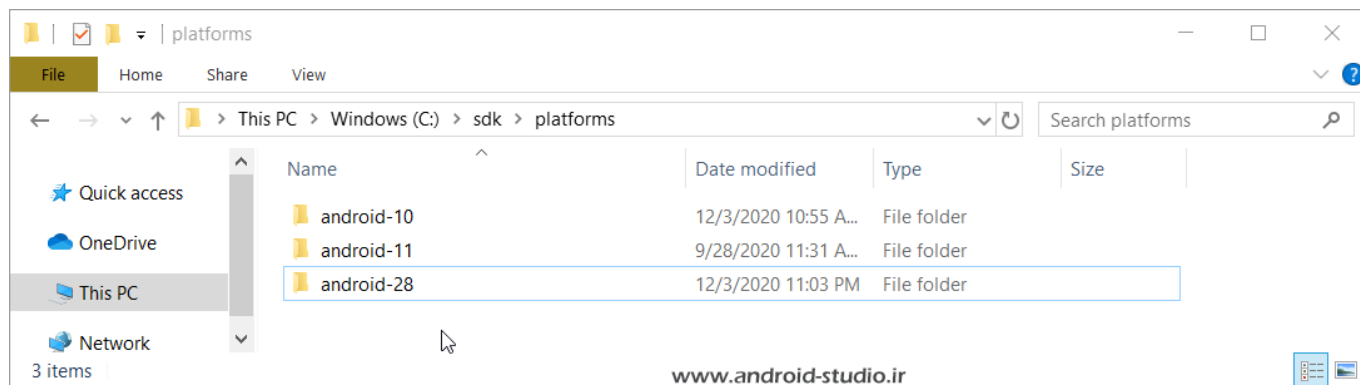 platforms
File Home Share View
This PC > Windows (C:) > sdk > platforms
Search platforms
Name Date modified Type Size
Quick access
OneDrive
This PC
Network
android-10 12/3/2020 10:55 A... File folder
android-11 9/28/2020 11:31 A... File folder
android-28 12/3/2020 11:03 PM File folder
3 items
www.android-studio.ir